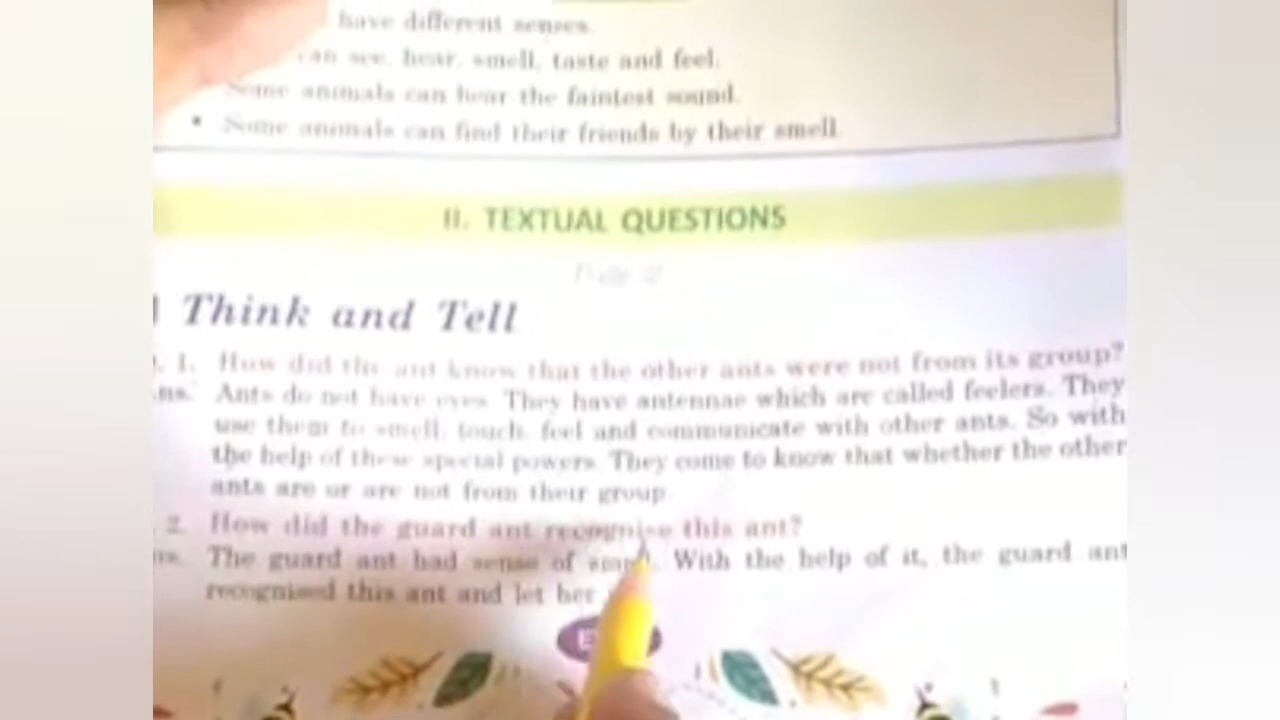 have different senses.
can see, hear, smell, taste and feel.
Some animals can hear the faintest sound.
• Some animals can find their friends by their smell.
II. TEXTUAL QUESTIONS
Think and Tell
1. How did the ant know that the other ants were not from its group?
ns. Ants do not have eyes. They have antennae which are called feelers. They
use them to smell, touch, feel and communicate with other ants. So with
the help of these special powers. They come to know that whether the other
ants are or are not from their group.
2. How did the guard ant recognise this ant?
ns. The guard ant had sense of smell. With the help of it, the guard ant
recognised this ant and let her